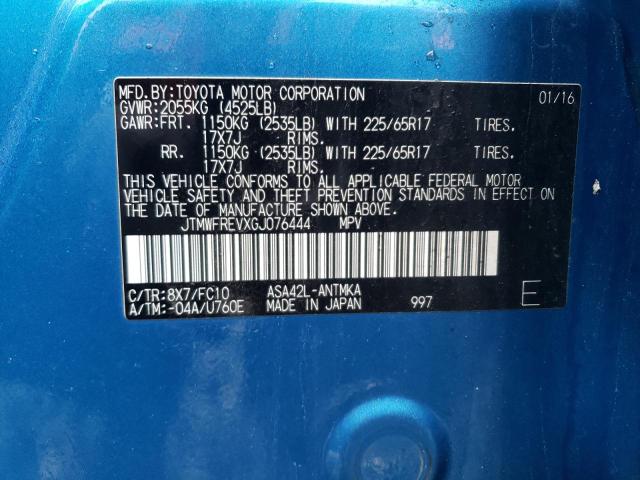 MFD.BY:TOYOTA MOTOR CORPORATION 01/16
GVWR:2055KG (4525LB)
GAWR:FRT. 1150KG (2535LB) WITH 225/65R17 TIRES.
17X7J RIMS.
RR. 1150KG (2535LB) WITH 225/65R17 TIRES.
17X7J RIMS.
THIS VEHICLE CONFORMS TO ALL APPLICABLE FEDERAL MOTOR
VEHICLE SAFETY AND THEFT PREVENTION STANDARDS IN EFFECT ON
THE DATE OF MANUFACTURE SHOWN ABOVE.
JTMWFREVXGJ076444 MPV
C/TR:8X7/FC10 ASA42L-ANTMKA
A/TM:-04A/U760E MADE IN JAPAN 997 E